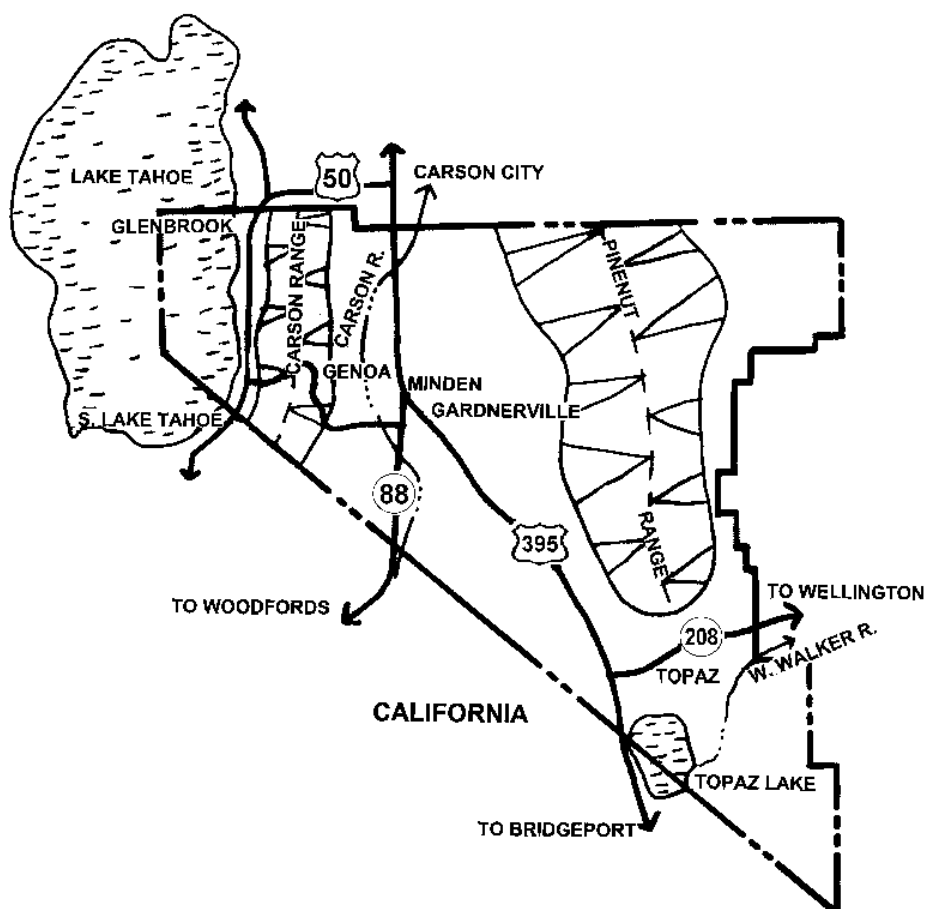 LAKE TAHOE
50
CARSON CITY
GLENBROOK
CARSON RANGE
CARSON R.
PINENUT
GENOA
MINDEN
GARDNERVILLE
S. LAKE TAHOE
88
395
RANGE
TO WOODFORDS
TO WELLINGTON
208
W. WALKER R.
TOPAZ
CALIFORNIA
TOPAZ LAKE
TO BRIDGEPORT